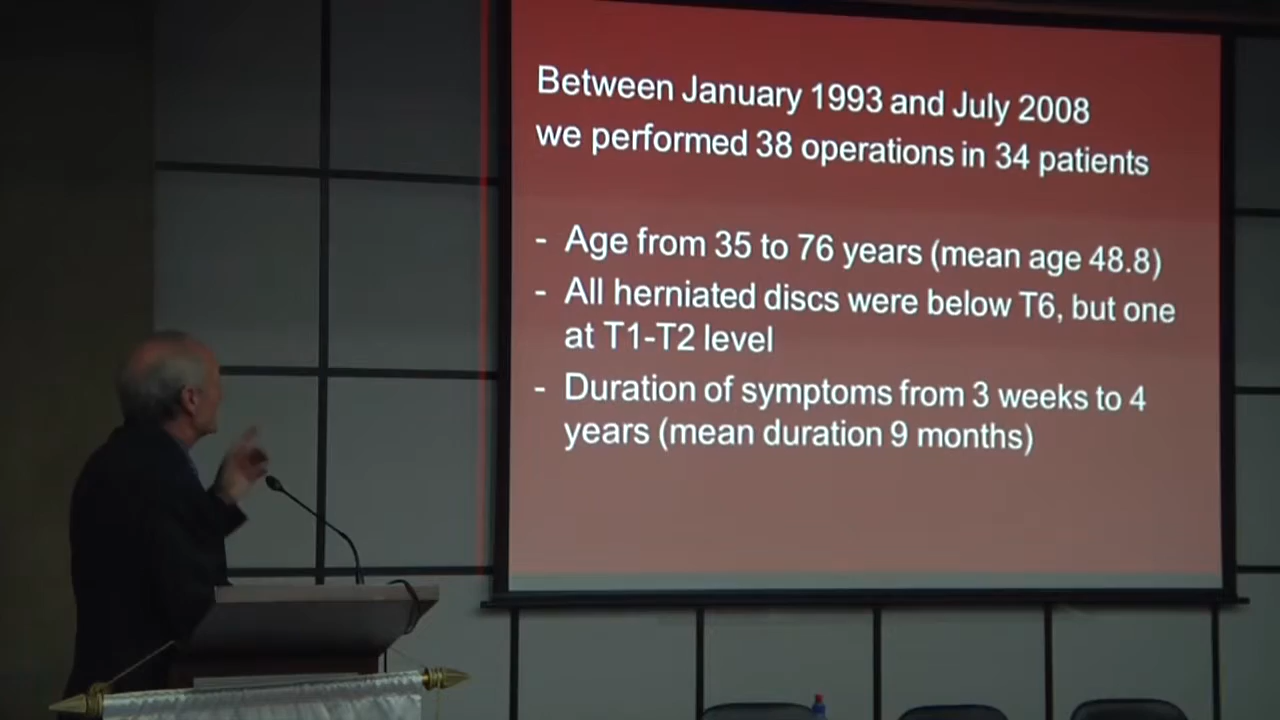 Between January 1993 and July 2008
we performed 38 operations in 34 patients
- Age from 35 to 76 years (mean age 48.8)
- All herniated discs were below T6, but one
at T1-T2 level
- Duration of symptoms from 3 weeks to 4
years (mean duration 9 months)